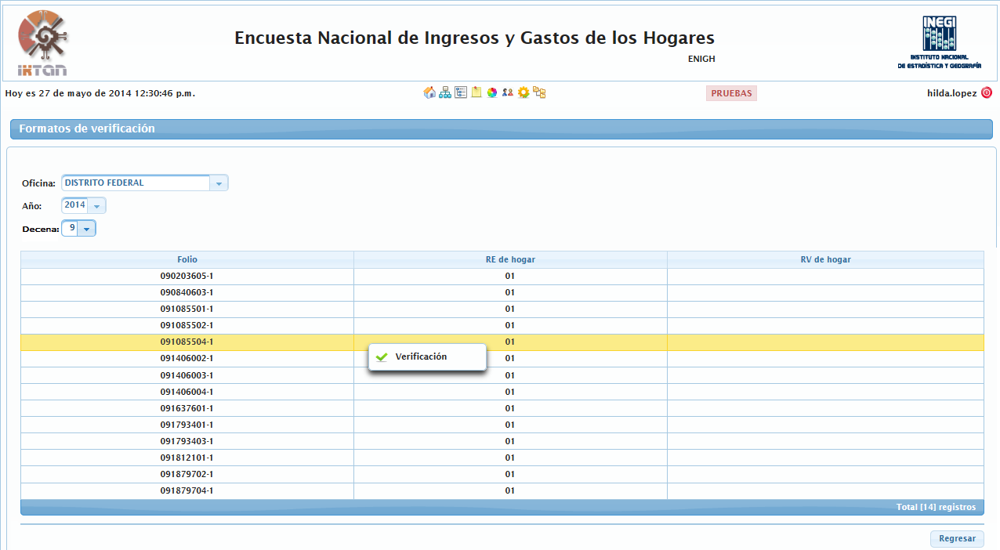 Encuesta Nacional de Ingresos y Gastos de los Hogares
ENIGH
iKTan
INEGI
INSTITUTO NACIONAL
DE ESTADÍSTICA Y GEOGRAFÍA
Hoy es 27 de mayo de 2014 12:30:46 p.m.
PRUEBAS
hilda.lopez
Formatos de verificación
Oficina: DISTRITO FEDERAL
Año: 2014
Decena: 9
Folio RE de hogar RV de hogar
090203605-1 01
090840603-1 01
091085501-1 01
091085502-1 01
091085504-1 01
Verificación
091406002-1 01
091406003-1 01
091406004-1 01
091637601-1 01
091793401-1 01
091793403-1 01
091812101-1 01
091879702-1 01
091879704-1 01
Total [14] registros
Regresar